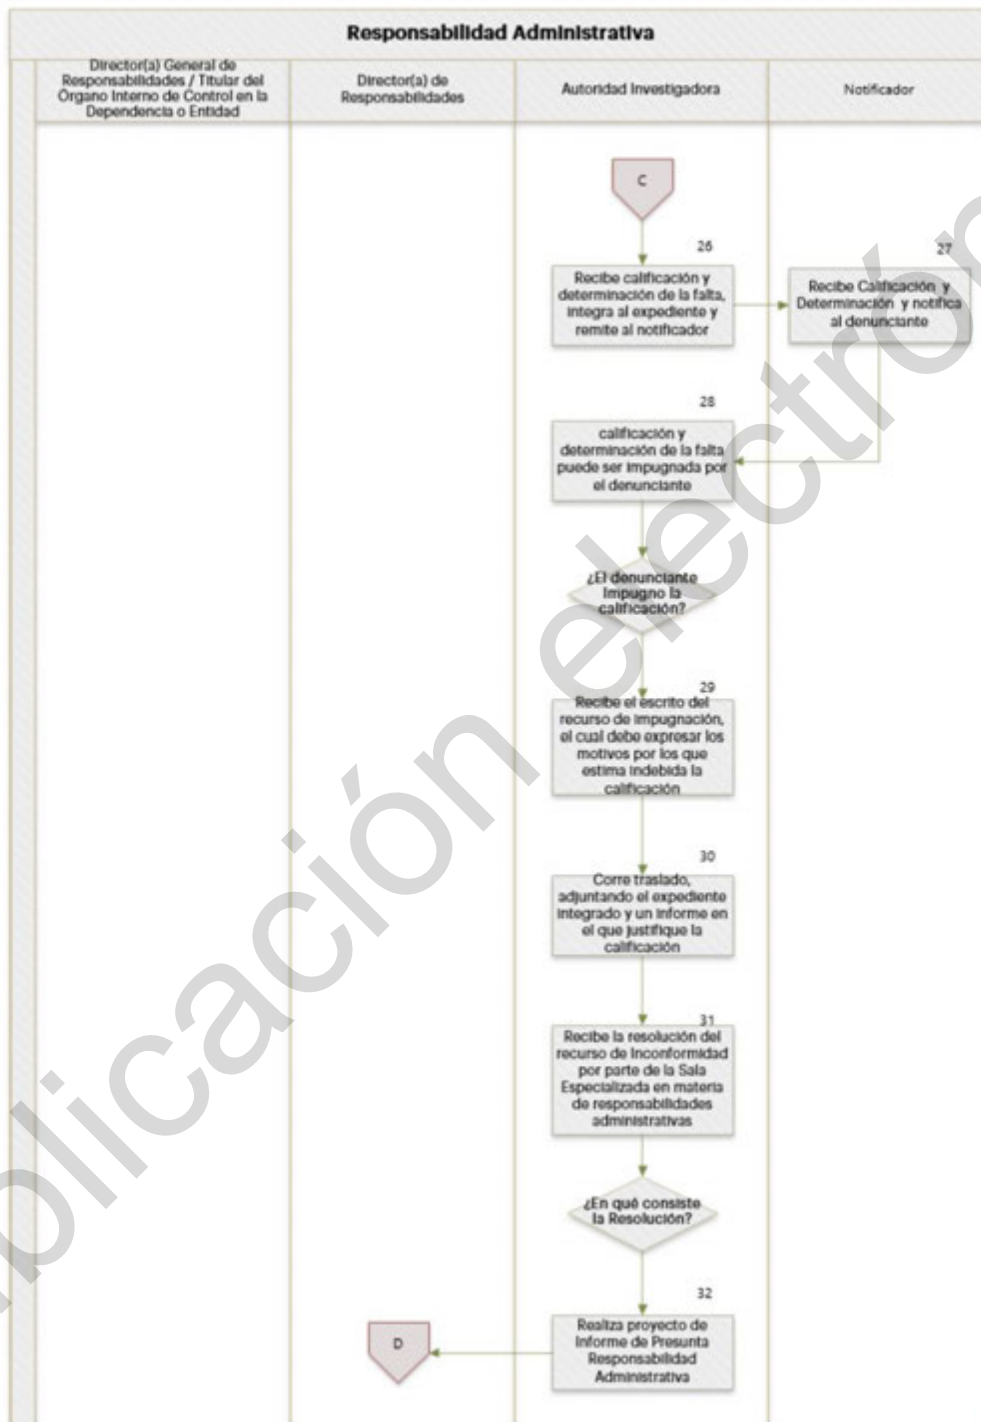 Responsabilidad Administrativa
Director(a) General de
Responsabilidades / Titular del
Órgano Interno de Control en la
Dependencia o Entidad
Director(a) de
Responsabilidades
Autoridad Investigadora
Notificador
C
26
Recibe calificación y
determinación de la falta,
integra al expediente y
remite al notificador
27
Recibe Calificación y
Determinación y notifica
al denunciante
28
calificación y
determinación de la falta
puede ser impugnada por
el denunciante
¿El denunciante
Impugno la
calificación?
29
Recibe el escrito del
recurso de impugnación,
el cual debe expresar los
motivos por los que
estima indebida la
calificación
30
Corre traslado,
adjuntando el expediente
integrado y un informe en
el que justifique la
calificación
31
Recibe la resolución del
recurso de Inconformidad
por parte de la Sala
Especializada en materia
de responsabilidades
administrativas
¿En qué consiste
la Resolución?
32
Realiza proyecto de
Informe de Presunta
Responsabilidad
Administrativa
D
plicación electrón